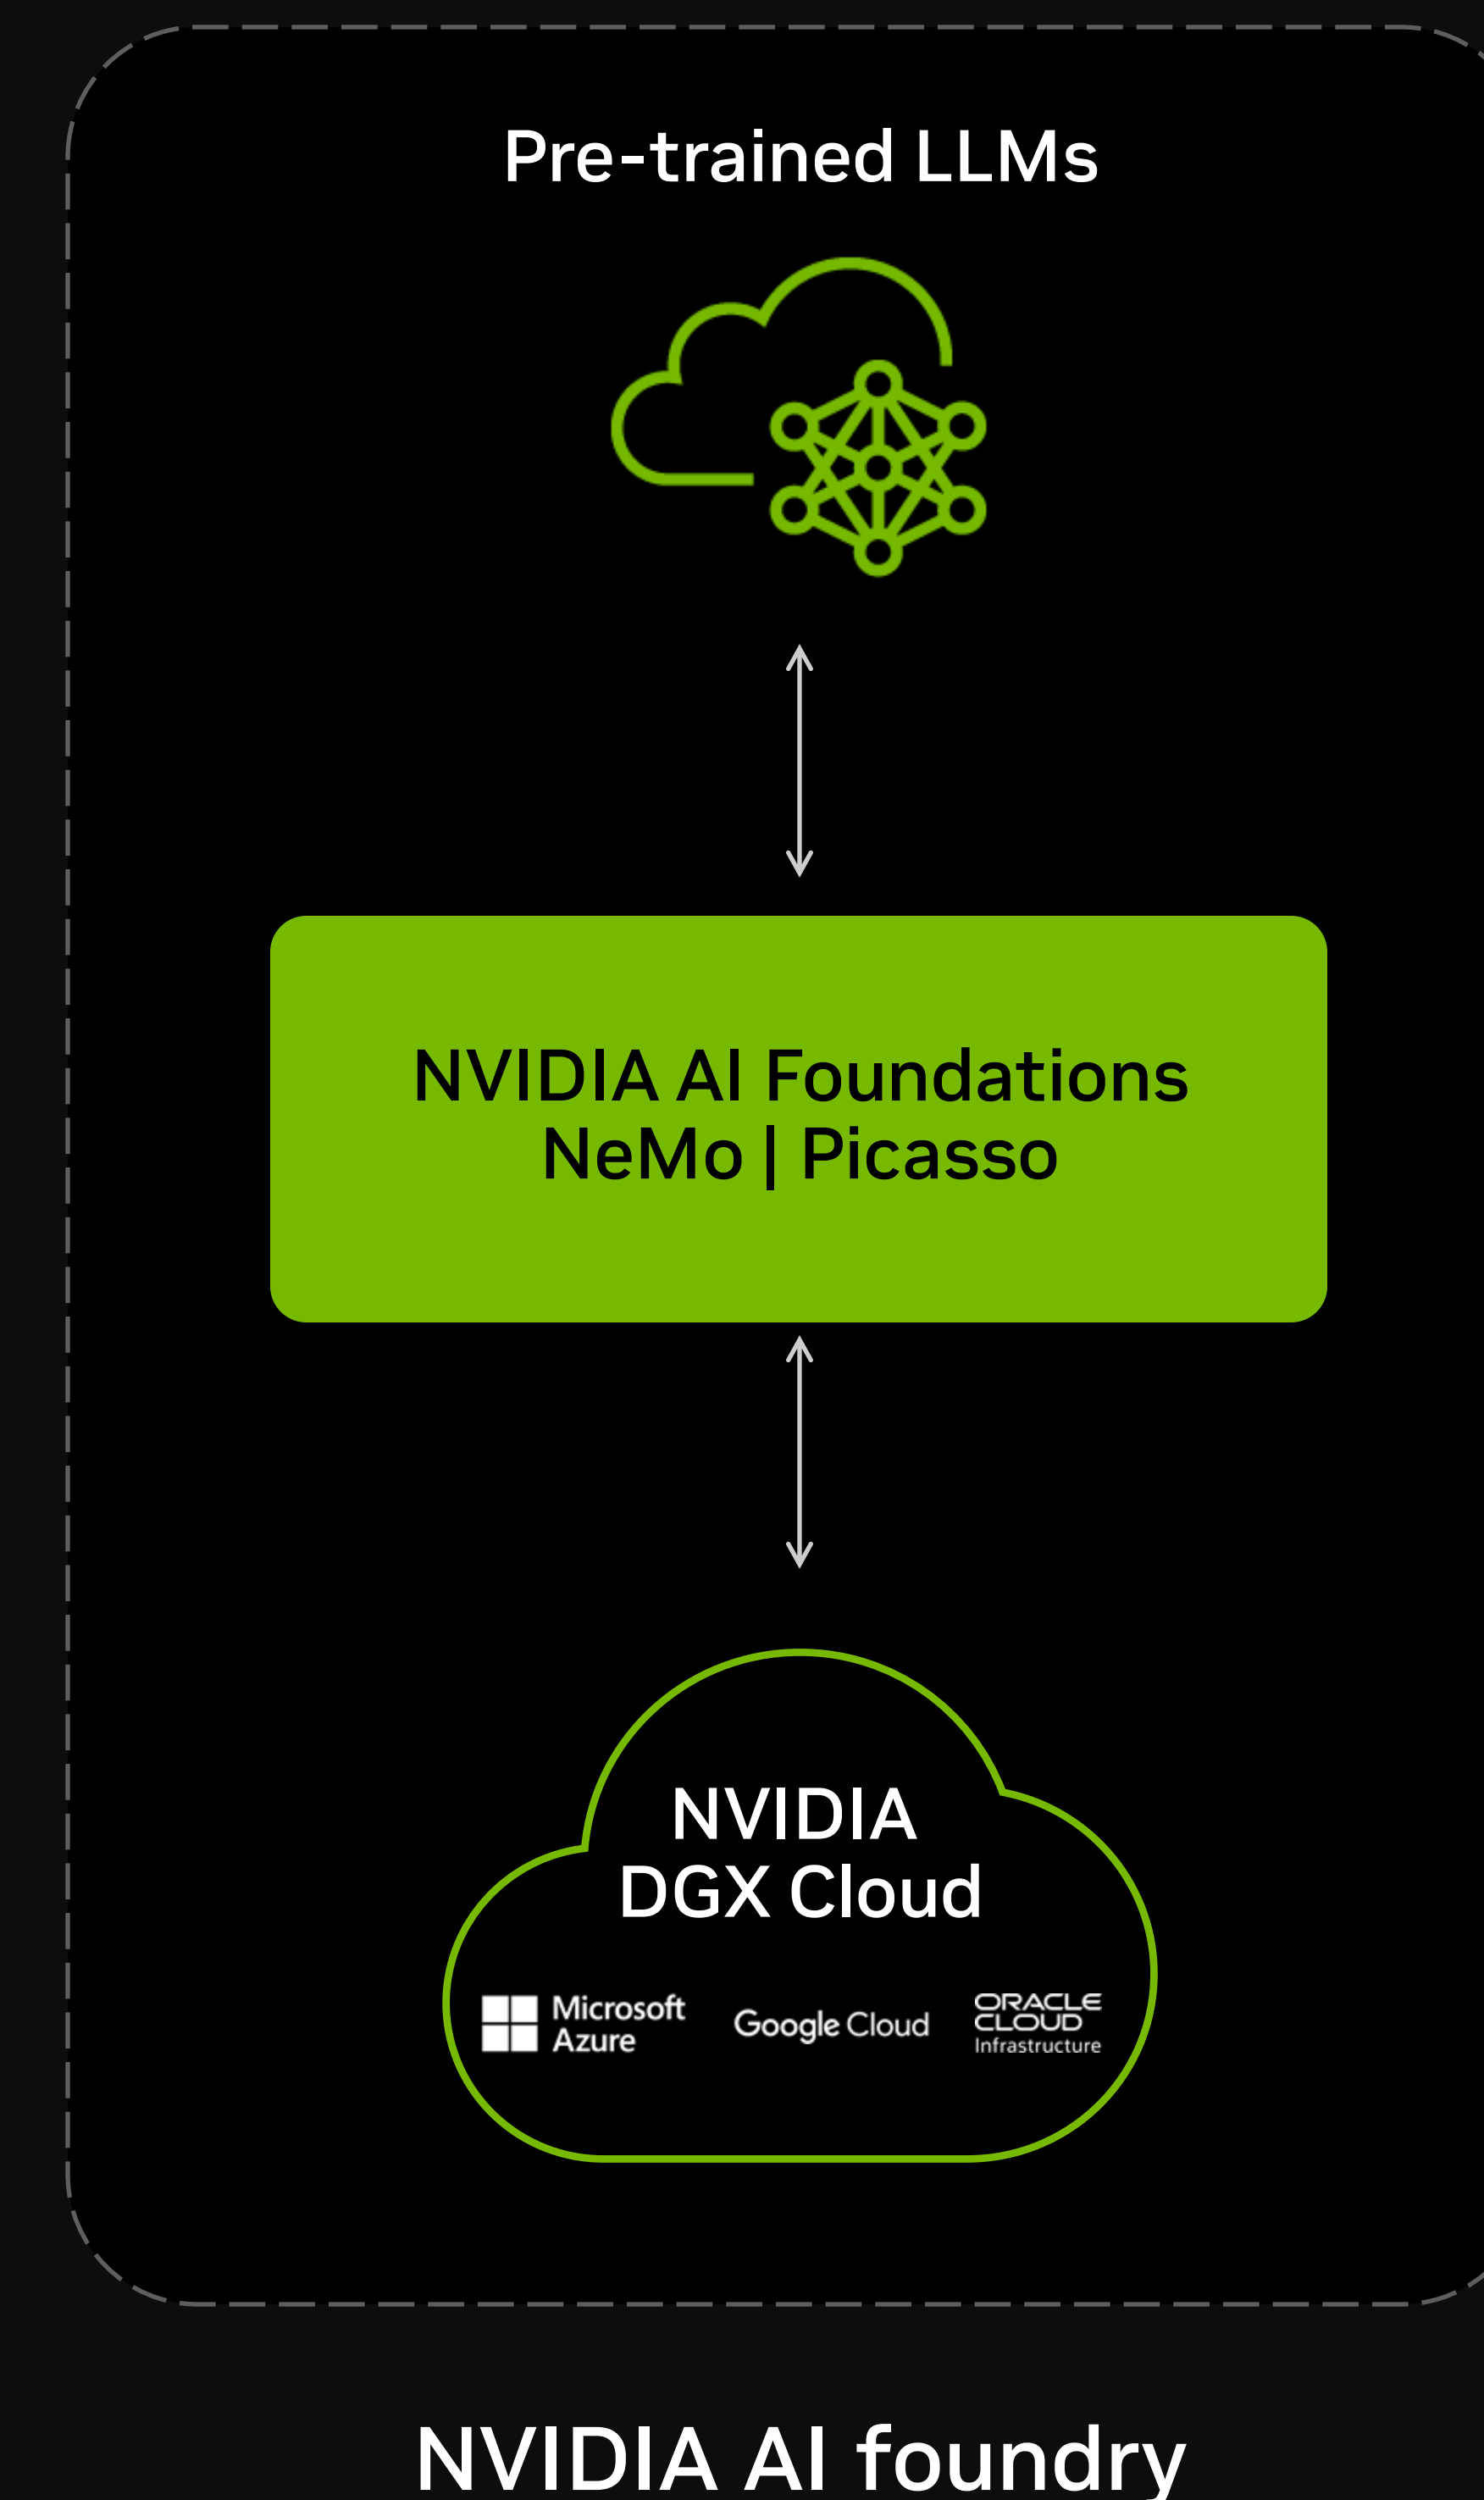 Pre-trained LLMs
NVIDIA AI Foundations
NeMo | Picasso
NVIDIA
DGX Cloud
Microsoft
Azure
Google Cloud
ORACLE
CLOUD
Infrastructure
NVIDIA AI foundry